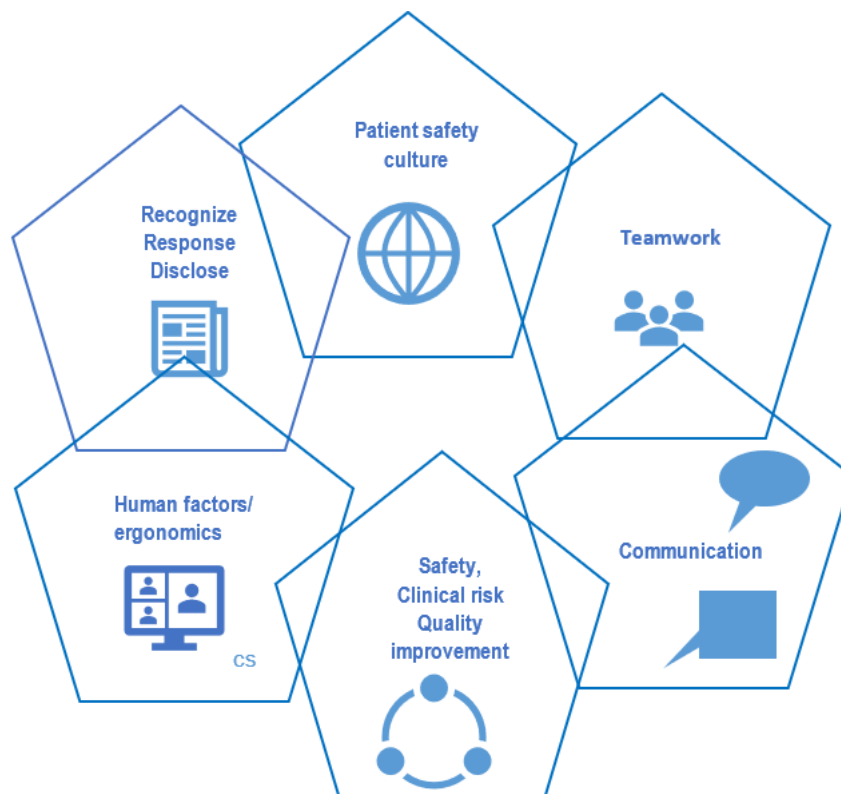 Patient safety
culture
Recognize
Response
Disclose
Teamwork
Human factors/
ergonomics
CS
Safety,
Clinical risk
Quality
improvement
Communication